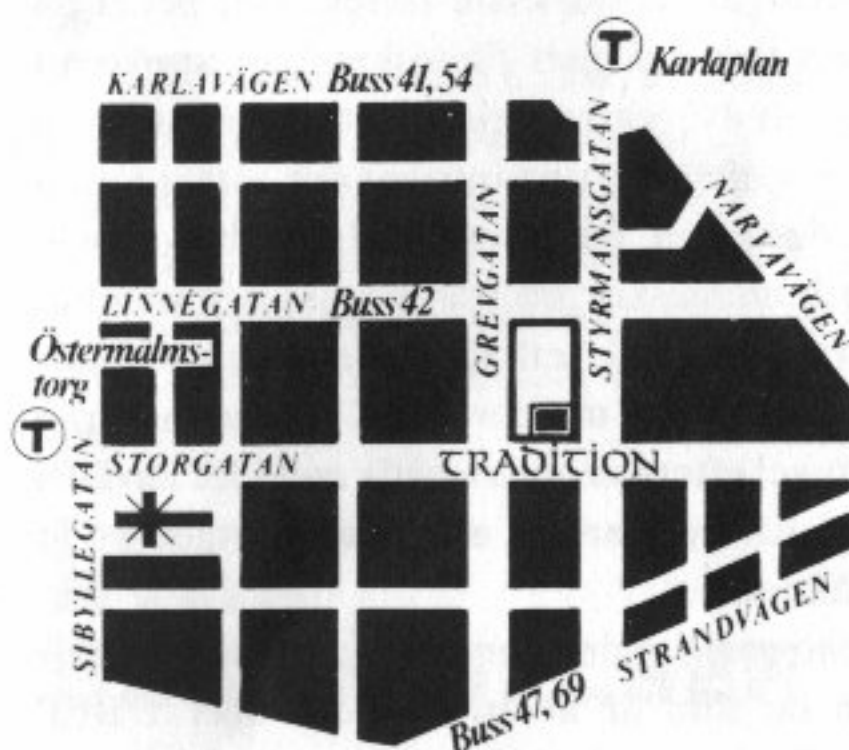 T Karlaplan
KARLAVÄGEN Buss 41, 54
GREVGATAN
STYRMANSGATAN
NARVAVÄGEN
LINNÉGATAN Buss 42
Östermalms-
torg
T
STORGATAN
TRADITION
SIBYLLEGATAN
STRANDVÄGEN
Buss 47, 69